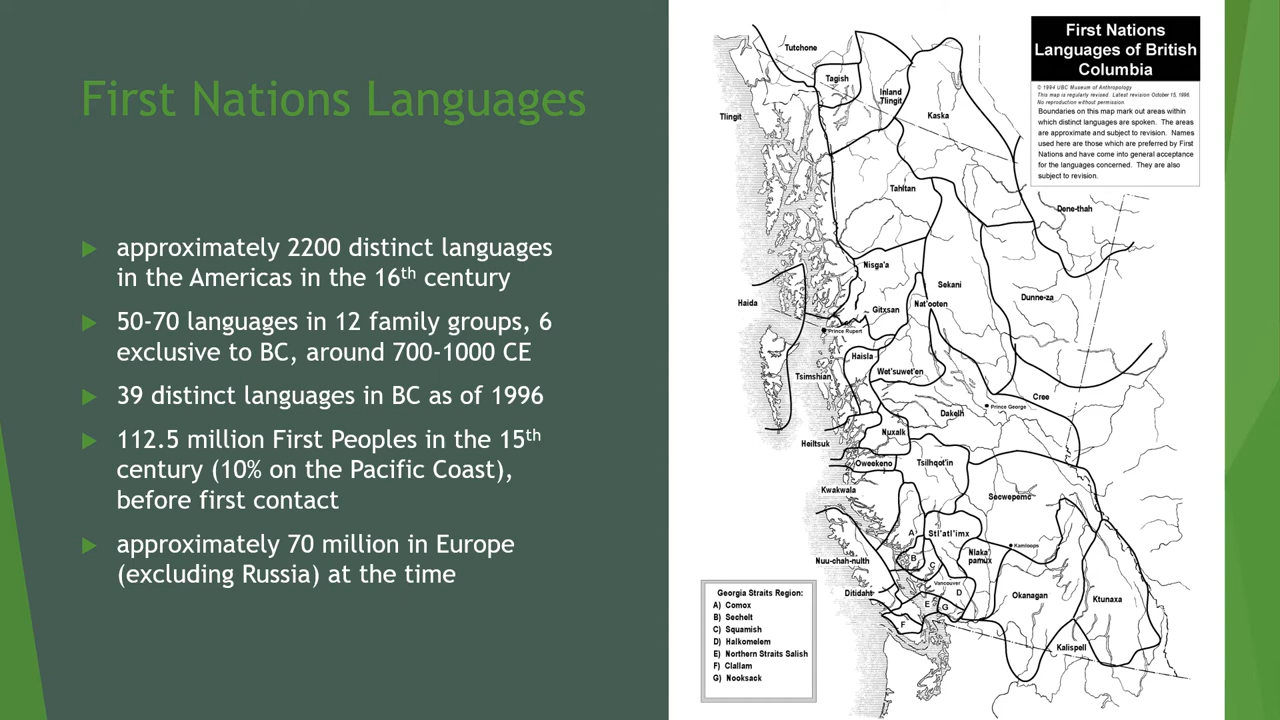 First Nations Languages
approximately 2200 distinct languages
in the Americas in the 16th century
50-70 languages in 12 family groups, 6
exclusive to BC, around 700-1000 CE
39 distinct languages in BC as of 1996
112.5 million First Peoples in the 15th
century (10% on the Pacific Coast),
before first contact
approximately 70 million in Europe
(excluding Russia) at the time
First Nations
Languages of British
Columbia
© 1994 UBC Museum of Anthropology
This map is regularly revised. Latest revision October 15, 1996.
No reproduction without permission.
Boundaries on this map mark out areas within
which distinct languages are spoken. The areas
are approximate and subject to revision. Names
used here are those which are preferred by First
Nations and have come into general acceptance
for the languages concerned. They are also
subject to revision.
Tutchone
Tagish
Inland
Tlingit
Tlingit
Kaska
Tahltan
Dene-thah
Nisga'a
Sekani
Dunne-za
Haida
Nat'ooten
Gitxsan
Prince Rupert
Haisla
Wet'suwet'en
Tsimshian
Cree
Prince George
Dakelh
Nuxalk
Heiltsuk
Oweekeno
Tsilhqot'in
Kwakwala
Secwepemc
A
Stl'atl'imx
Kamloops
Nlaka'
pamux
B
C
Nuu-chah-nulth
Vancouver
Ditidaht
D
Okanagan
Ktunaxa
E
G
F
Kalispell
Georgia Straits Region:
A) Comox
B) Sechelt
C) Squamish
D) Halkomelem
E) Northern Straits Salish
F) Clallam
G) Nooksack